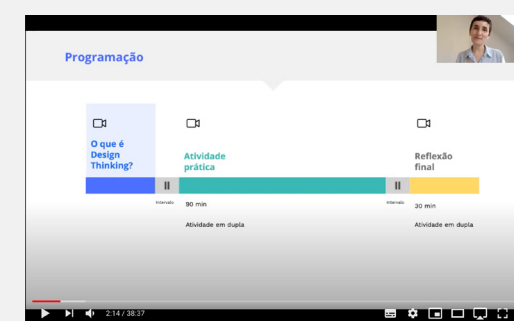 Programação
O que é
Design
Thinking?
Atividade
prática
Reflexão
final
Intervalo
90 min
Intervalo
30 min
Atividade em dupla
Atividade em dupla
2:14 / 38:37